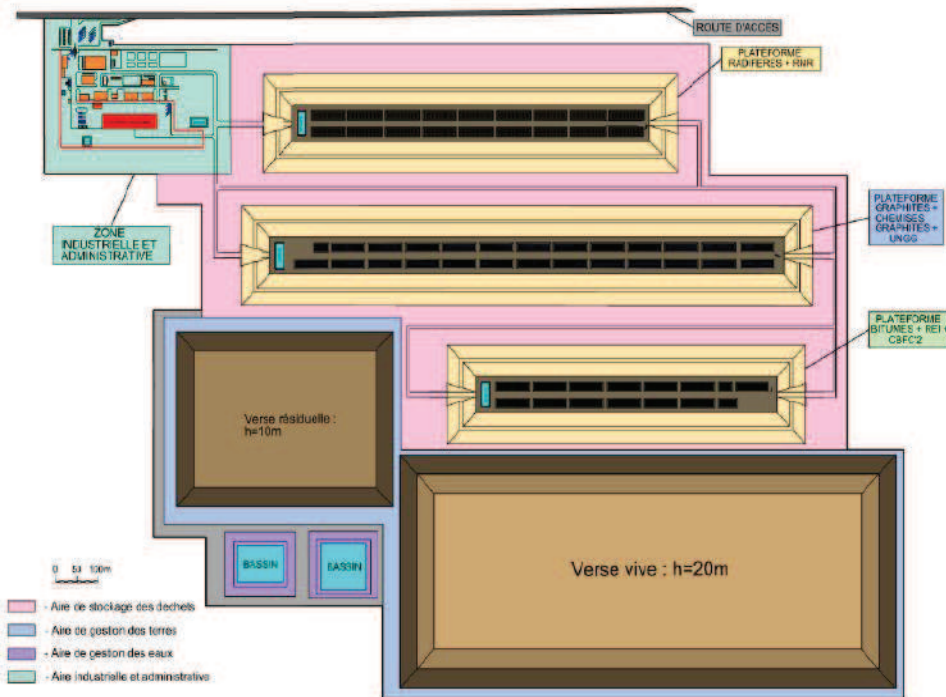 ROUTE D'ACCES
PLATEFORME
RADIFERES + RNR
PLATEFORME
GRAPHITES +
CHEMISES
GRAPHITES +
UNGG
ZONE
INDUSTRIELLE ET
ADMINISTRATIVE
PLATEFORME
BITUMES + REI +
CBFC'2
Verse résiduelle :
h=10m
Verse vive : h=20m
BASSIN
BASSIN
0 50 100m
- Aire de stockage des dechets
- Aire de gestion des terres
- Aire de gestion des eaux
- Aire industrielle et administrative